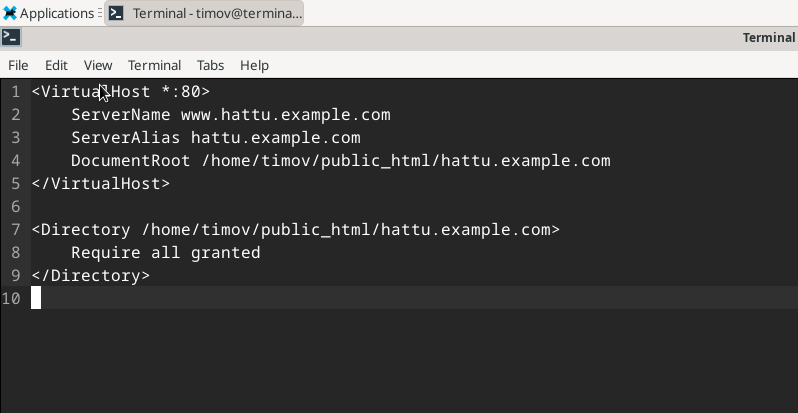 Applications Terminal - timov@termina...
Terminal
File Edit View Terminal Tabs Help
1 <VirtualHost *:80>
2     ServerName www.hattu.example.com
3     ServerAlias hattu.example.com
4     DocumentRoot /home/timov/public_html/hattu.example.com
5 </VirtualHost>
6
7 <Directory /home/timov/public_html/hattu.example.com>
8     Require all granted
9 </Directory>
10